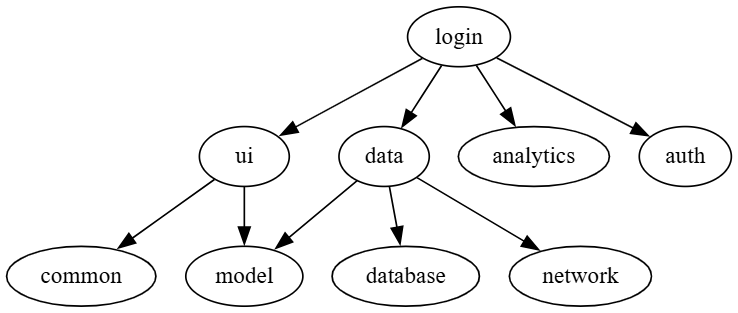 login
ui
data
analytics
auth
common
model
database
network